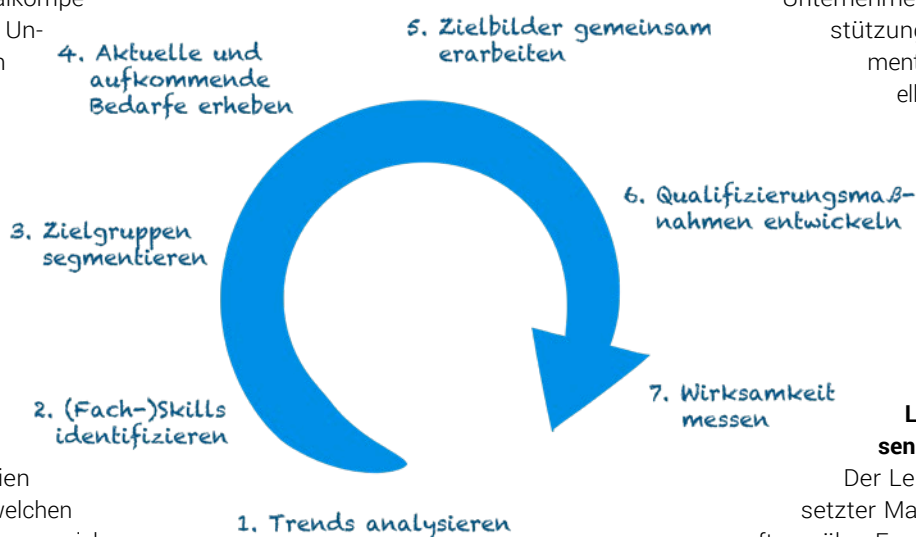 5. Zielbilder gemeinsam
erarbeiten
4. Aktuelle und
aufkommende
Bedarfe erheben
6. Qualifizierungsmaß-
nahmen entwickeln
3. Zielgruppen
segmentieren
7. Wirksamkeit
messen
2. (Fach-)Skills
identifizieren
1. Trends analysieren
Un-
stützung
ment
ell
L
sen
Der Le
setzter Ma
ien
welchen